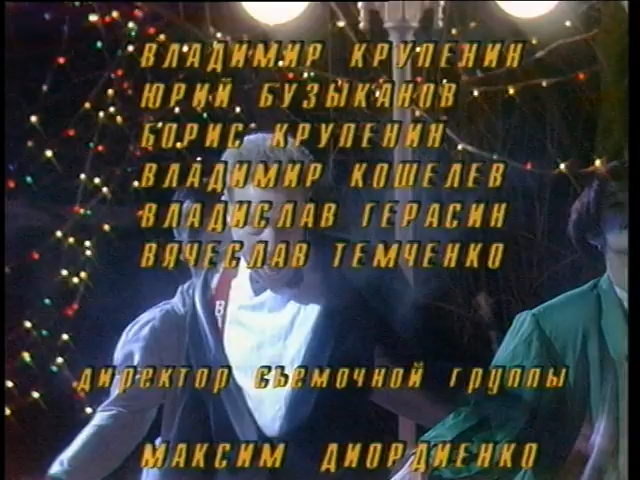 ВЛАДИМИР КРУПЕНИН
ЮРИЙ БУЗЫКАНОВ
БОРИС КРУПЕНИН
ВЛАДИМИР КОШЕЛЕВ
ВЛАДИСЛАВ ГЕРАСИН
ВЯЧЕСЛАВ ТЕМЧЕНКО
директор съемочной группы
МАКСИМ ДИОРДИЕНКО